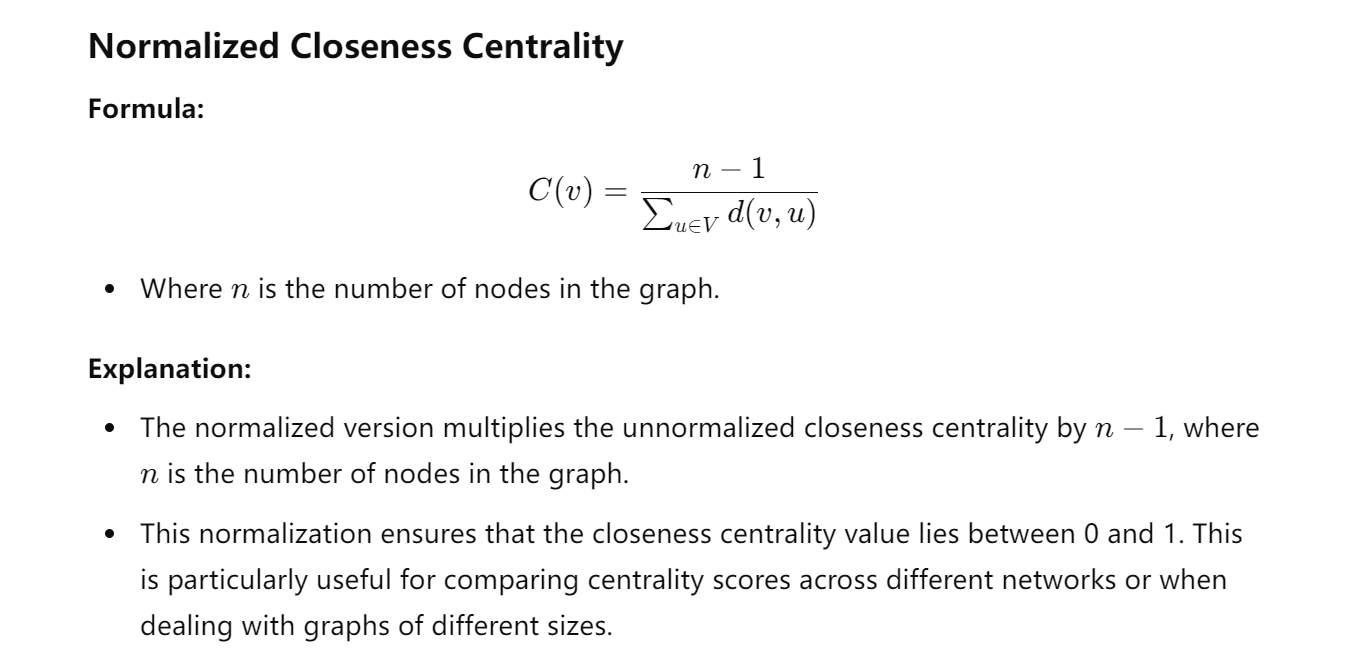 Normalized Closeness Centrality
Formula:
C(v) = \frac{n − 1}{\sum_{u∈V} d(v, u)}
• Where n is the number of nodes in the graph.
Explanation:
• The normalized version multiplies the unnormalized closeness centrality by n − 1, where
n is the number of nodes in the graph.
• This normalization ensures that the closeness centrality value lies between 0 and 1. This
is particularly useful for comparing centrality scores across different networks or when
dealing with graphs of different sizes.